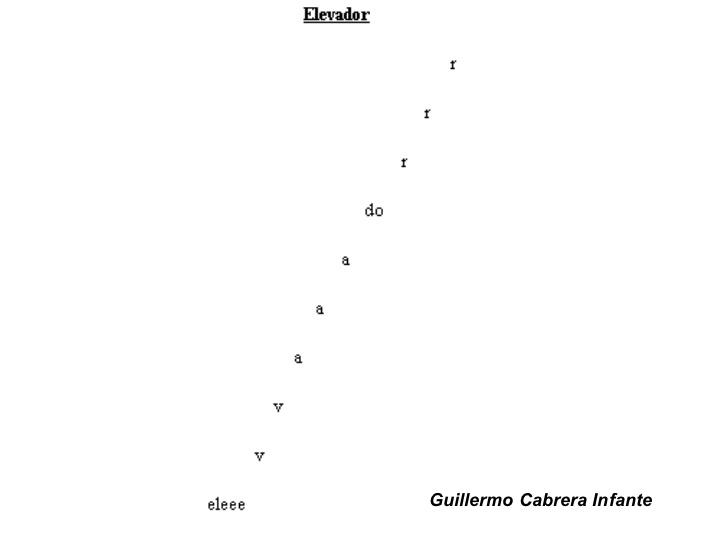 Elevador
r
r
r
do
a
a
a
v
v
eleee
Guillermo Cabrera Infante